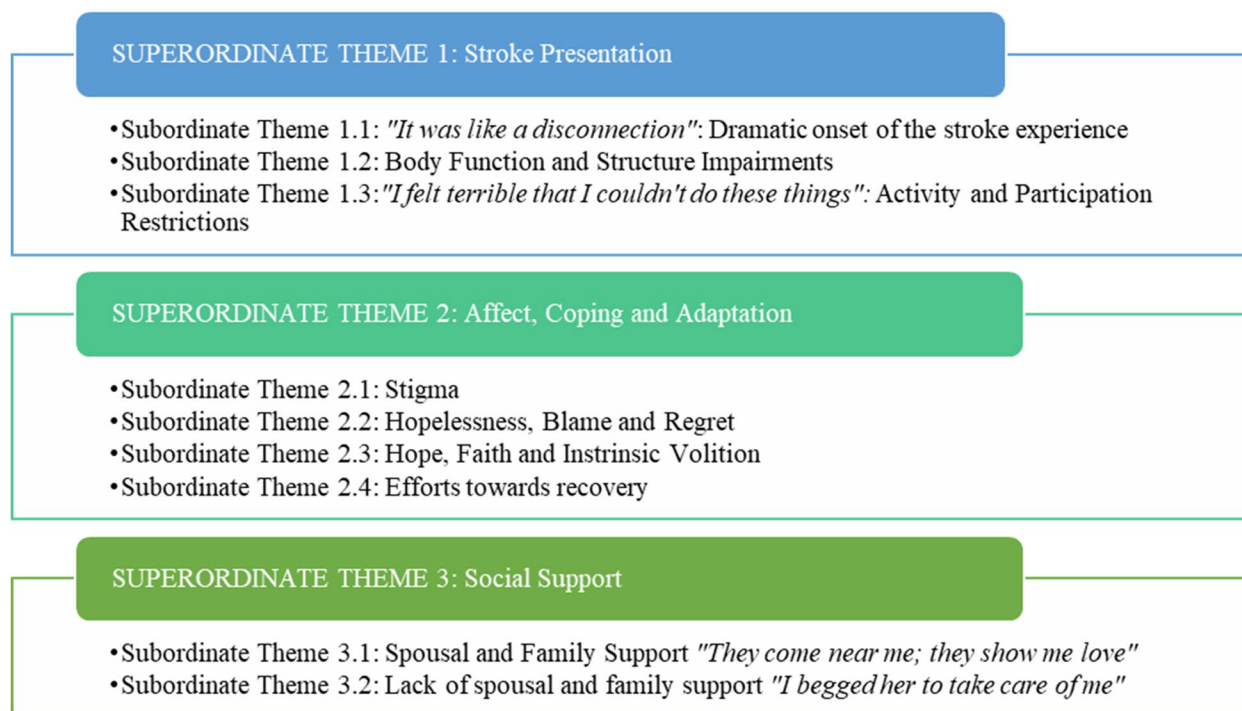 SUPERORDINATE THEME 1: Stroke Presentation
•Subordinate Theme 1.1: "It was like a disconnection": Dramatic onset of the stroke experience
•Subordinate Theme 1.2: Body Function and Structure Impairments
•Subordinate Theme 1.3:"I felt terrible that I couldn't do these things": Activity and Participation
Restrictions
SUPERORDINATE THEME 2: Affect, Coping and Adaptation
•Subordinate Theme 2.1: Stigma
•Subordinate Theme 2.2: Hopelessness, Blame and Regret
•Subordinate Theme 2.3: Hope, Faith and Instrinsic Volition
•Subordinate Theme 2.4: Efforts towards recovery
SUPERORDINATE THEME 3: Social Support
•Subordinate Theme 3.1: Spousal and Family Support "They come near me; they show me love"
•Subordinate Theme 3.2: Lack of spousal and family support "I begged her to take care of me"